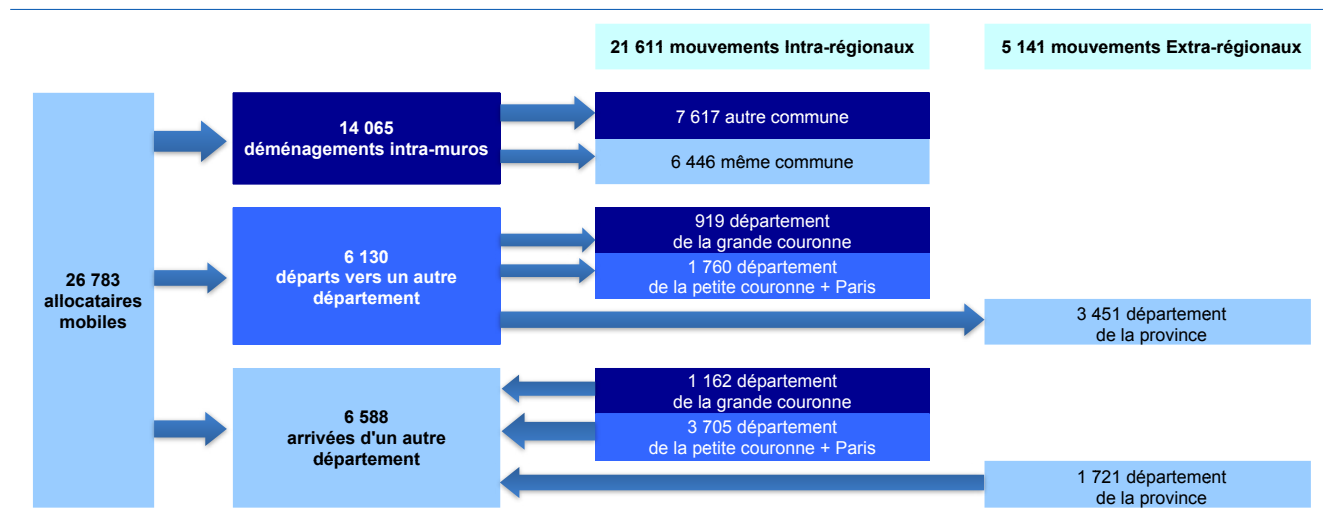 21 611 mouvements Intra-régionaux
5 141 mouvements Extra-régionaux
26 783
allocataires
mobiles
14 065
déménagements intra-muros
7 617 autre commune
6 446 même commune
6 130
départs vers un autre
département
919 département
de la grande couronne
1 760 département
de la petite couronne + Paris
3 451 département
de la province
6 588
arrivées d'un autre
département
1 162 département
de la grande couronne
3 705 département
de la petite couronne + Paris
1 721 département
de la province